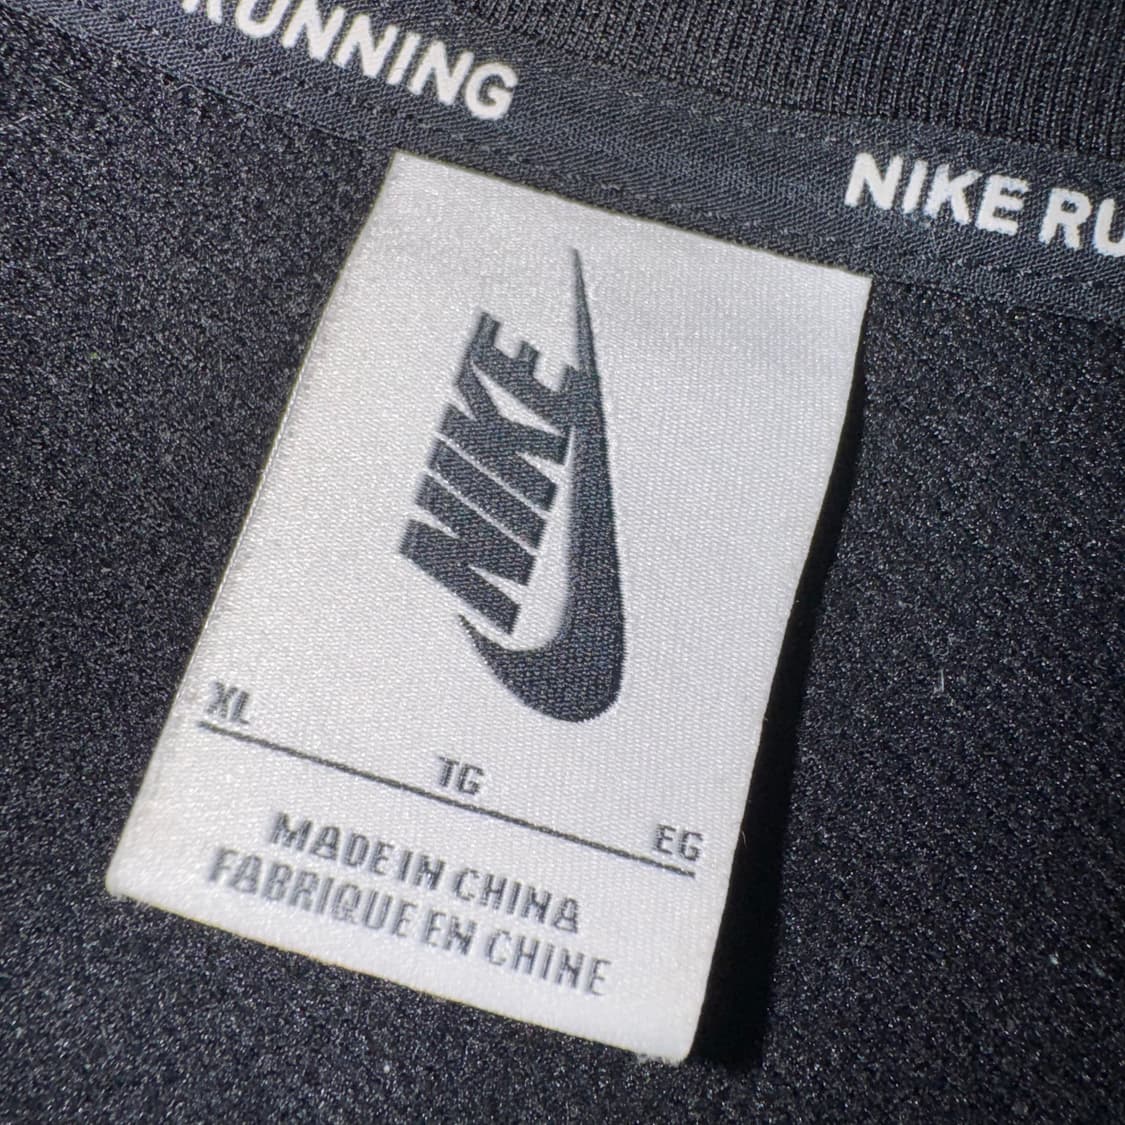 RUNNING
NIKE RU
NIKE
XL
TG
EG
MADE IN CHINA
FABRIQUE EN CHINE